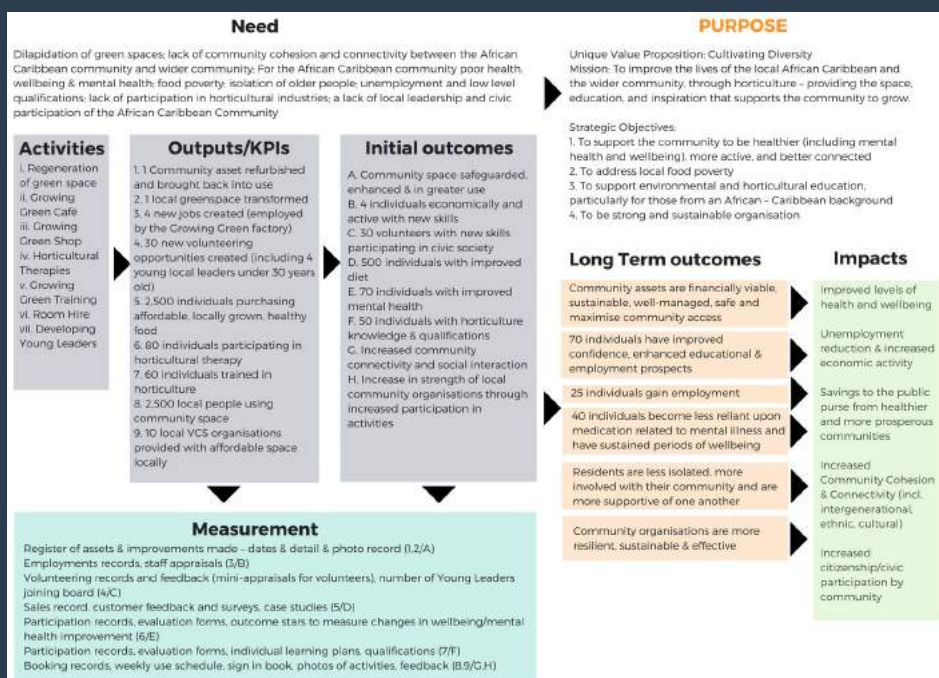 Need
Dilapidation of green spaces; lack of community cohesion and connectivity between the African
Caribbean community and wider community; For the African Caribbean community poor health,
wellbeing & mental health; food poverty; isolation of older people; unemployment and low level
qualifications; lack of participation in horticultural industries; a lack of local leadership and civic
participation of the African Caribbean Community
PURPOSE
Unique Value Proposition: Cultivating Diversity
Mission: To improve the lives of the local African Caribbean and
the wider community, through horticulture – providing the space,
education, and inspiration that supports the community to grow.
Strategic Objectives:
1. To support the community to be healthier (including mental
health and wellbeing), more active, and better connected
2. To address local food poverty
3. To support environmental and horticultural education,
particularly for those from an African – Caribbean background
4. To be strong and sustainable organisation
Activities
i. Regeneration
of green space
ii. Growing
Green Café
iii. Growing
Green Shop
iv. Horticultural
Therapies
v. Growing
Green Training
vi. Room Hire
vii. Developing
Young Leaders
Outputs/KPIs
1. 1 Community asset refurbished
and brought back into use
2. 1 local greenspace transformed
3. 4 new jobs created (employed
by the Growing Green factory)
4. 30 new volunteering
opportunities created (including 4
young local leaders under 30 years
old)
5. 2,500 individuals purchasing
affordable, locally grown, healthy
food
6. 80 individuals participating in
horticultural therapy
7. 60 individuals trained in
horticulture
8. 2,500 local people using
community space
9. 10 local VCS organisations
provided with affordable space
locally
Initial outcomes
A. Community space safeguarded,
enhanced & in greater use
B. 4 individuals economically and
active with new skills
C. 30 volunteers with new skills
participating in civic society
D. 500 individuals with improved
diet
E. 70 individuals with improved
mental health
F. 50 individuals with horticulture
knowledge & qualifications
G. Increased community
connectivity and social interaction
H. Increase in strength of local
community organisations through
increased participation in
activities
Long Term outcomes
Community assets are financially viable,
sustainable, well-managed, safe and
maximise community access
70 individuals have improved
confidence, enhanced educational &
employment prospects
25 individuals gain employment
40 individuals become less reliant upon
medication related to mental illness and
have sustained periods of wellbeing
Residents are less isolated, more
involved with their community and are
more supportive of one another
Community organisations are more
resilient, sustainable & effective
Impacts
Improved levels of
health and wellbeing
Unemployment
reduction & increased
economic activity
Savings to the public
purse from healthier
and more prosperous
communities
Increased
Community Cohesion
& Connectivity (incl.
intergenerational,
ethnic, cultural)
Increased
citizenship/civic
participation by
community
Measurement
Register of assets & improvements made – dates & detail & photo record (1,2/A)
Employments records, staff appraisals (3/B)
Volunteering records and feedback (mini-appraisals for volunteers), number of Young Leaders
joining board (4/C)
Sales record, customer feedback and surveys, case studies (5/D)
Participation records, evaluation forms, outcome stars to measure changes in wellbeing/mental
health improvement (6/E)
Participation records, evaluation forms, individual learning plans, qualifications (7/F)
Booking records, weekly use schedule, sign in book, photos of activities, feedback (8,9/G,H)